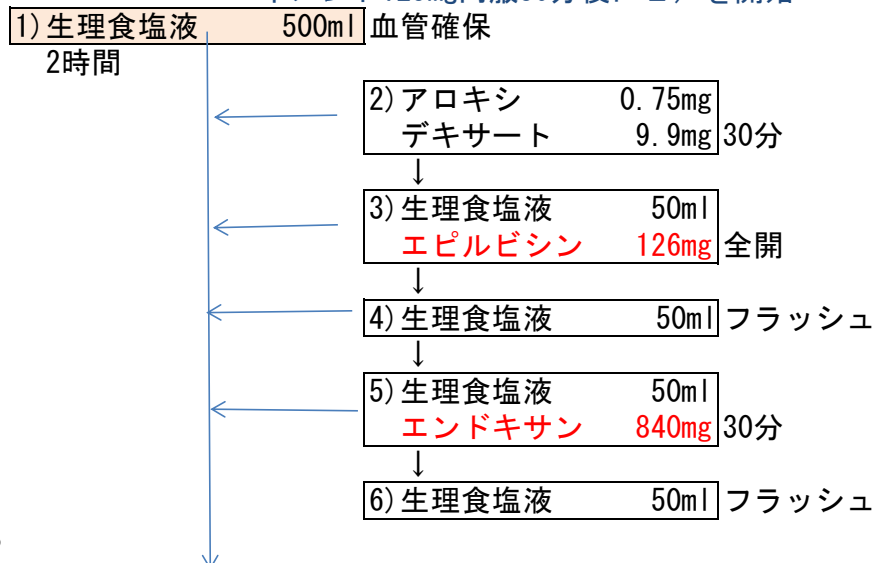 1)生理食塩液 500ml 血管確保
2時間
2)アロキシ 0.75mg
デキサート 9.9mg 30分
↓
3)生理食塩液 50ml
エピルビシン 126mg 全開
↓
4)生理食塩液 50ml フラッシュ
↓
5)生理食塩液 50ml
エンドキサン 840mg 30分
↓
6)生理食塩液 50ml フラッシュ